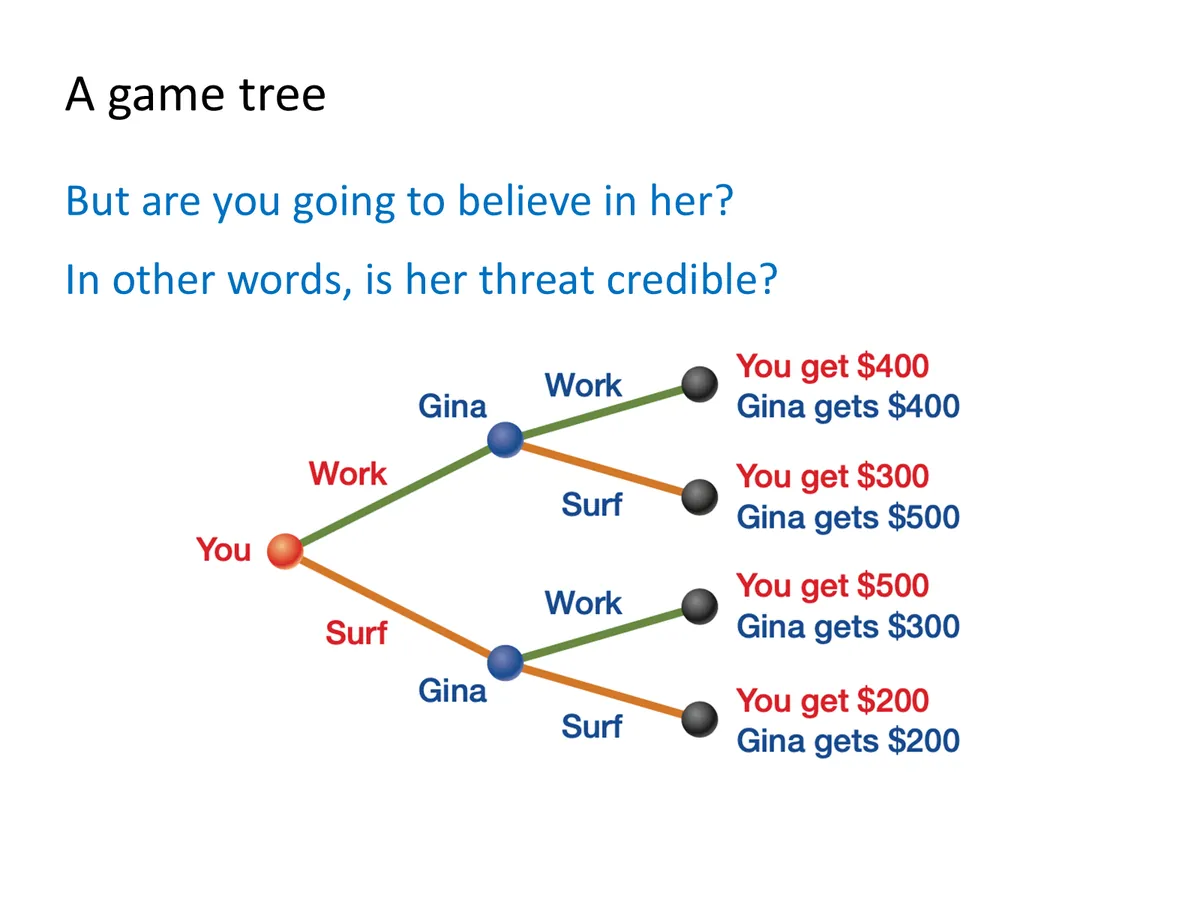 A game tree
But are you going to believe in her?
In other words, is her threat credible?
You get $400
Work
Gina
Gina gets $400
Work
You get $300
Surf
Gina gets $500
You
You get $500
Work
Gina gets $300
Surf
Gina
You get $200
Surf
Gina gets $200